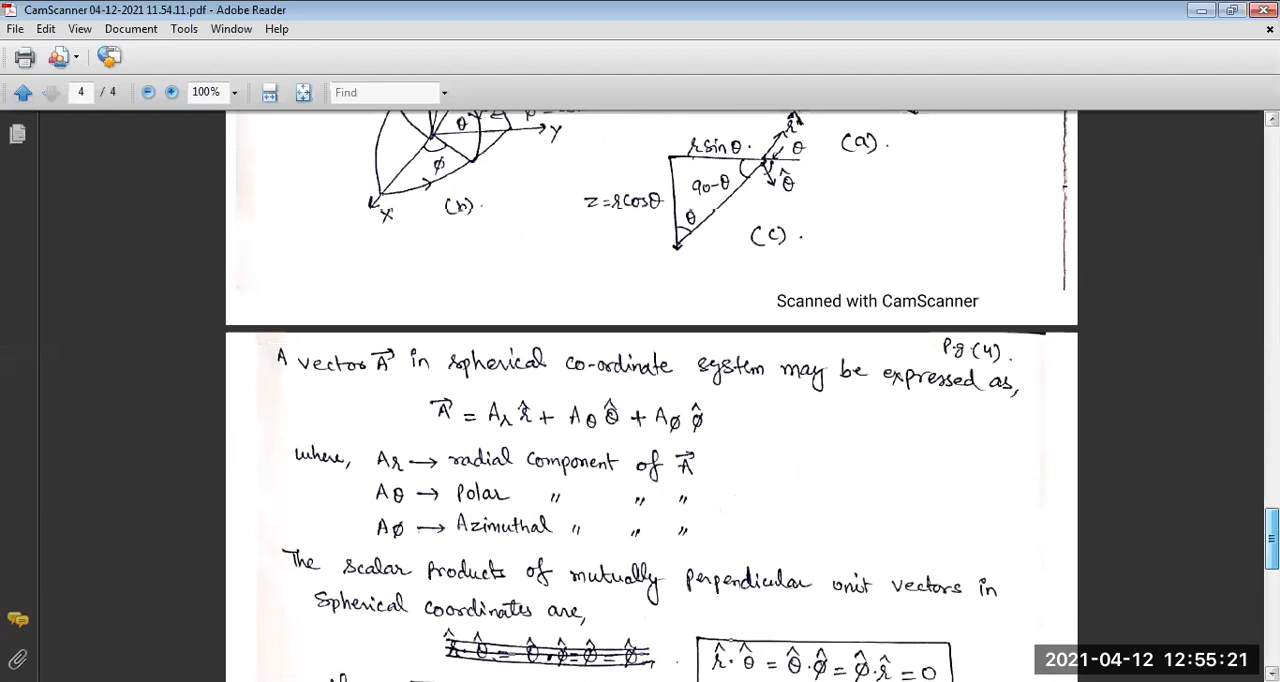 CamScanner 04-12-2021 11.54.11.pdf - Adobe Reader
File Edit View Document Tools Window Help
4 / 4 100% Find
θ Y
φ
X
(b).
r sin θ. θ (a).
90-θ θ̂
z=rcosθ
θ
(c).
Scanned with CamScanner
P.g.(4).
A vector A⃗ in spherical co-ordinate system may be expressed as,
A⃗ = Ar r̂ + Aθ θ̂ + Aφ φ̂
where, Ar → radial component of A⃗
Aθ → Polar " " "
Aφ → Azimuthal " " "
The scalar products of mutually perpendicular unit vectors in
Spherical coordinates are,
r̂·θ̂ = θ̂·φ̂ = φ̂·r̂ = 0
2021-04-12 12:55:21